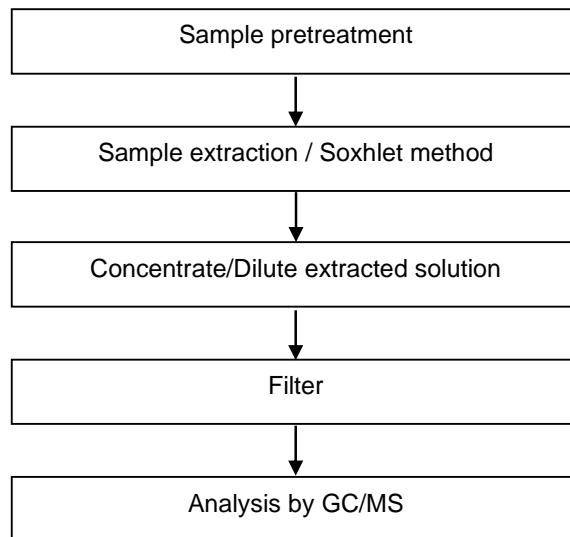 Sample pretreatment
Sample extraction / Soxhlet method
Concentrate/Dilute extracted solution
Filter
Analysis by GC/MS